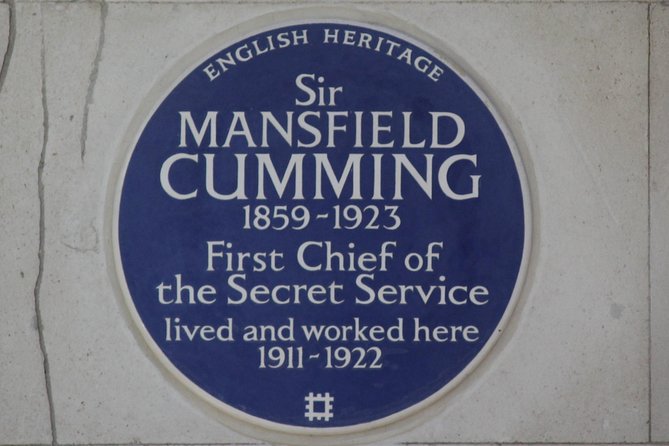 ENGLISH HERITAGE
Sir
MANSFIELD
CUMMING
1859-1923
First Chief of
the Secret Service
lived and worked here
1911-1922